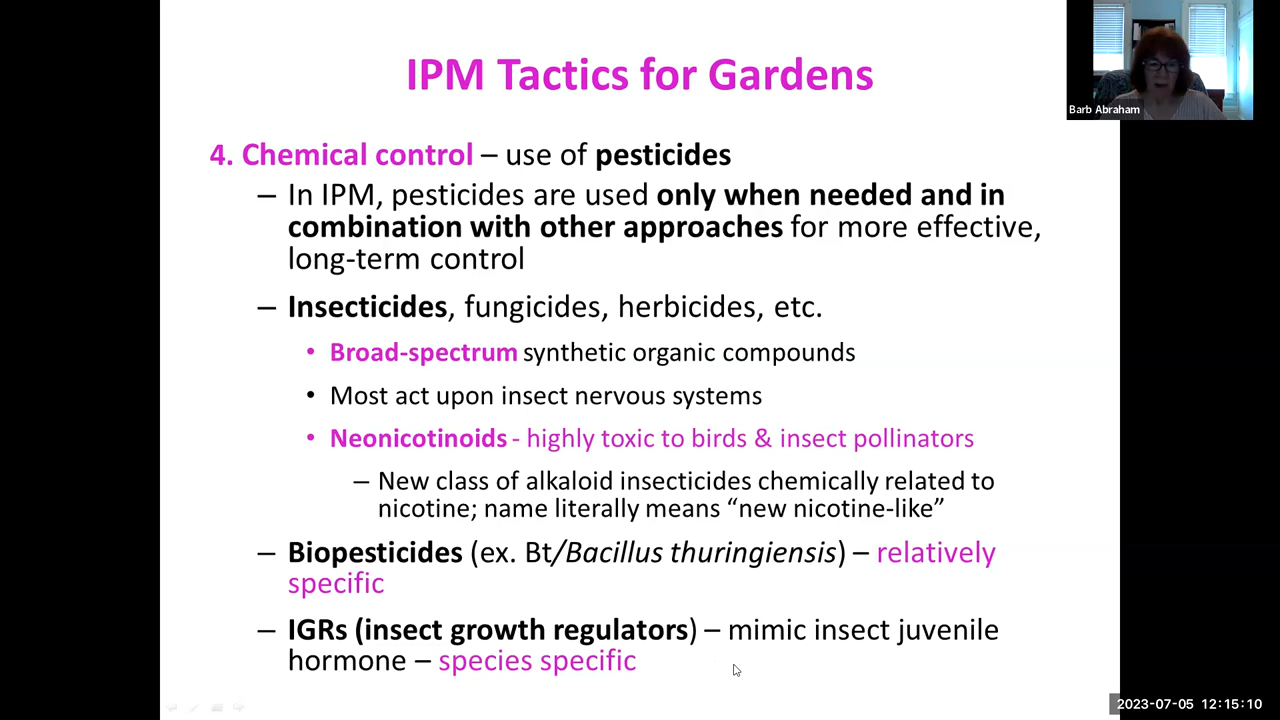 IPM Tactics for Gardens
Barb Abraham
4. Chemical control – use of pesticides
– In IPM, pesticides are used only when needed and in
combination with other approaches for more effective,
long-term control
– Insecticides, fungicides, herbicides, etc.
• Broad-spectrum synthetic organic compounds
• Most act upon insect nervous systems
• Neonicotinoids - highly toxic to birds & insect pollinators
– New class of alkaloid insecticides chemically related to
nicotine; name literally means “new nicotine-like”
– Biopesticides (ex. Bt/Bacillus thuringiensis) – relatively
specific
– IGRs (insect growth regulators) – mimic insect juvenile
hormone – species specific
2023-07-05 12:15:10